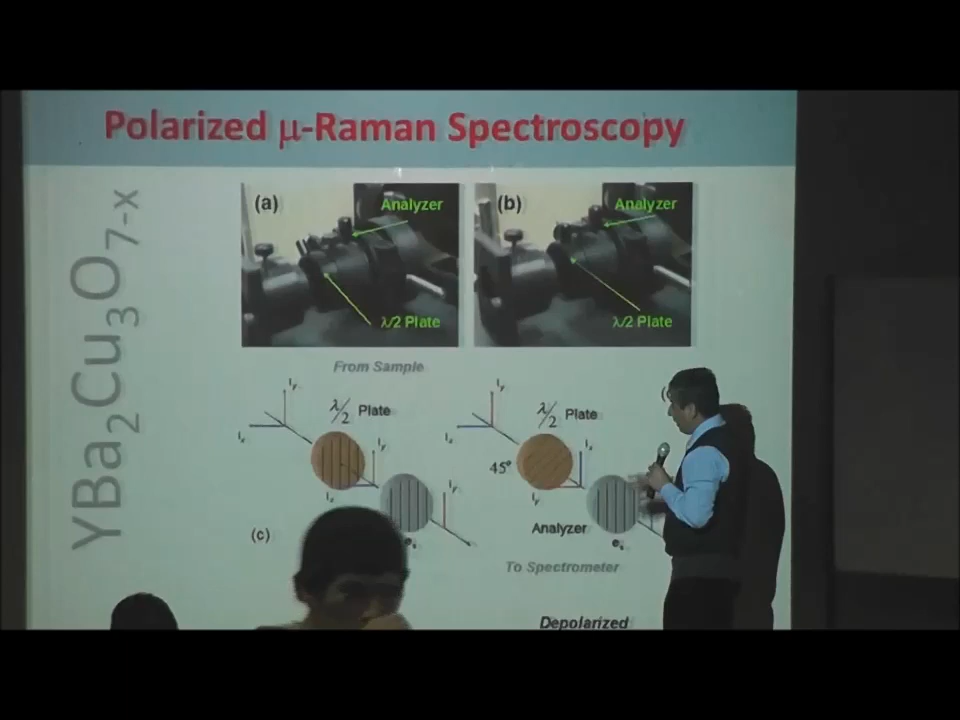 Polarized μ-Raman Spectroscopy
YBa2Cu3O7-x
(a)
Analyzer
λ/2 Plate
(b)
Analyzer
λ/2 Plate
From Sample
λ/2 Plate
λ/2 Plate
45°
(c)
Analyzer
To Spectrometer
Depolarized